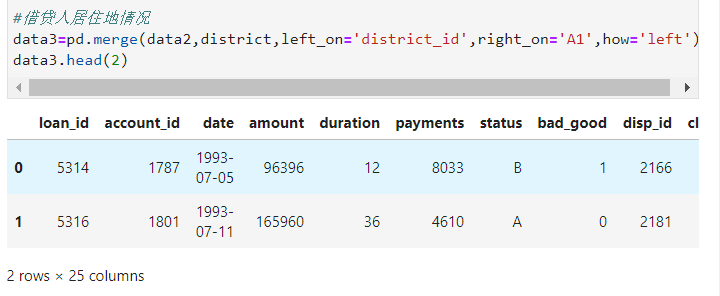 #借贷人居住地情况
data3=pd.merge(data2,district,left_on='district_id',right_on='A1',how='left')
data3.head(2)
loan_id account_id date amount duration payments status bad_good disp_id
0 5314 1787 1993-07-05 96396 12 8033 B 1 2166
1 5316 1801 1993-07-11 165960 36 4610 A 0 2181
2 rows × 25 columns